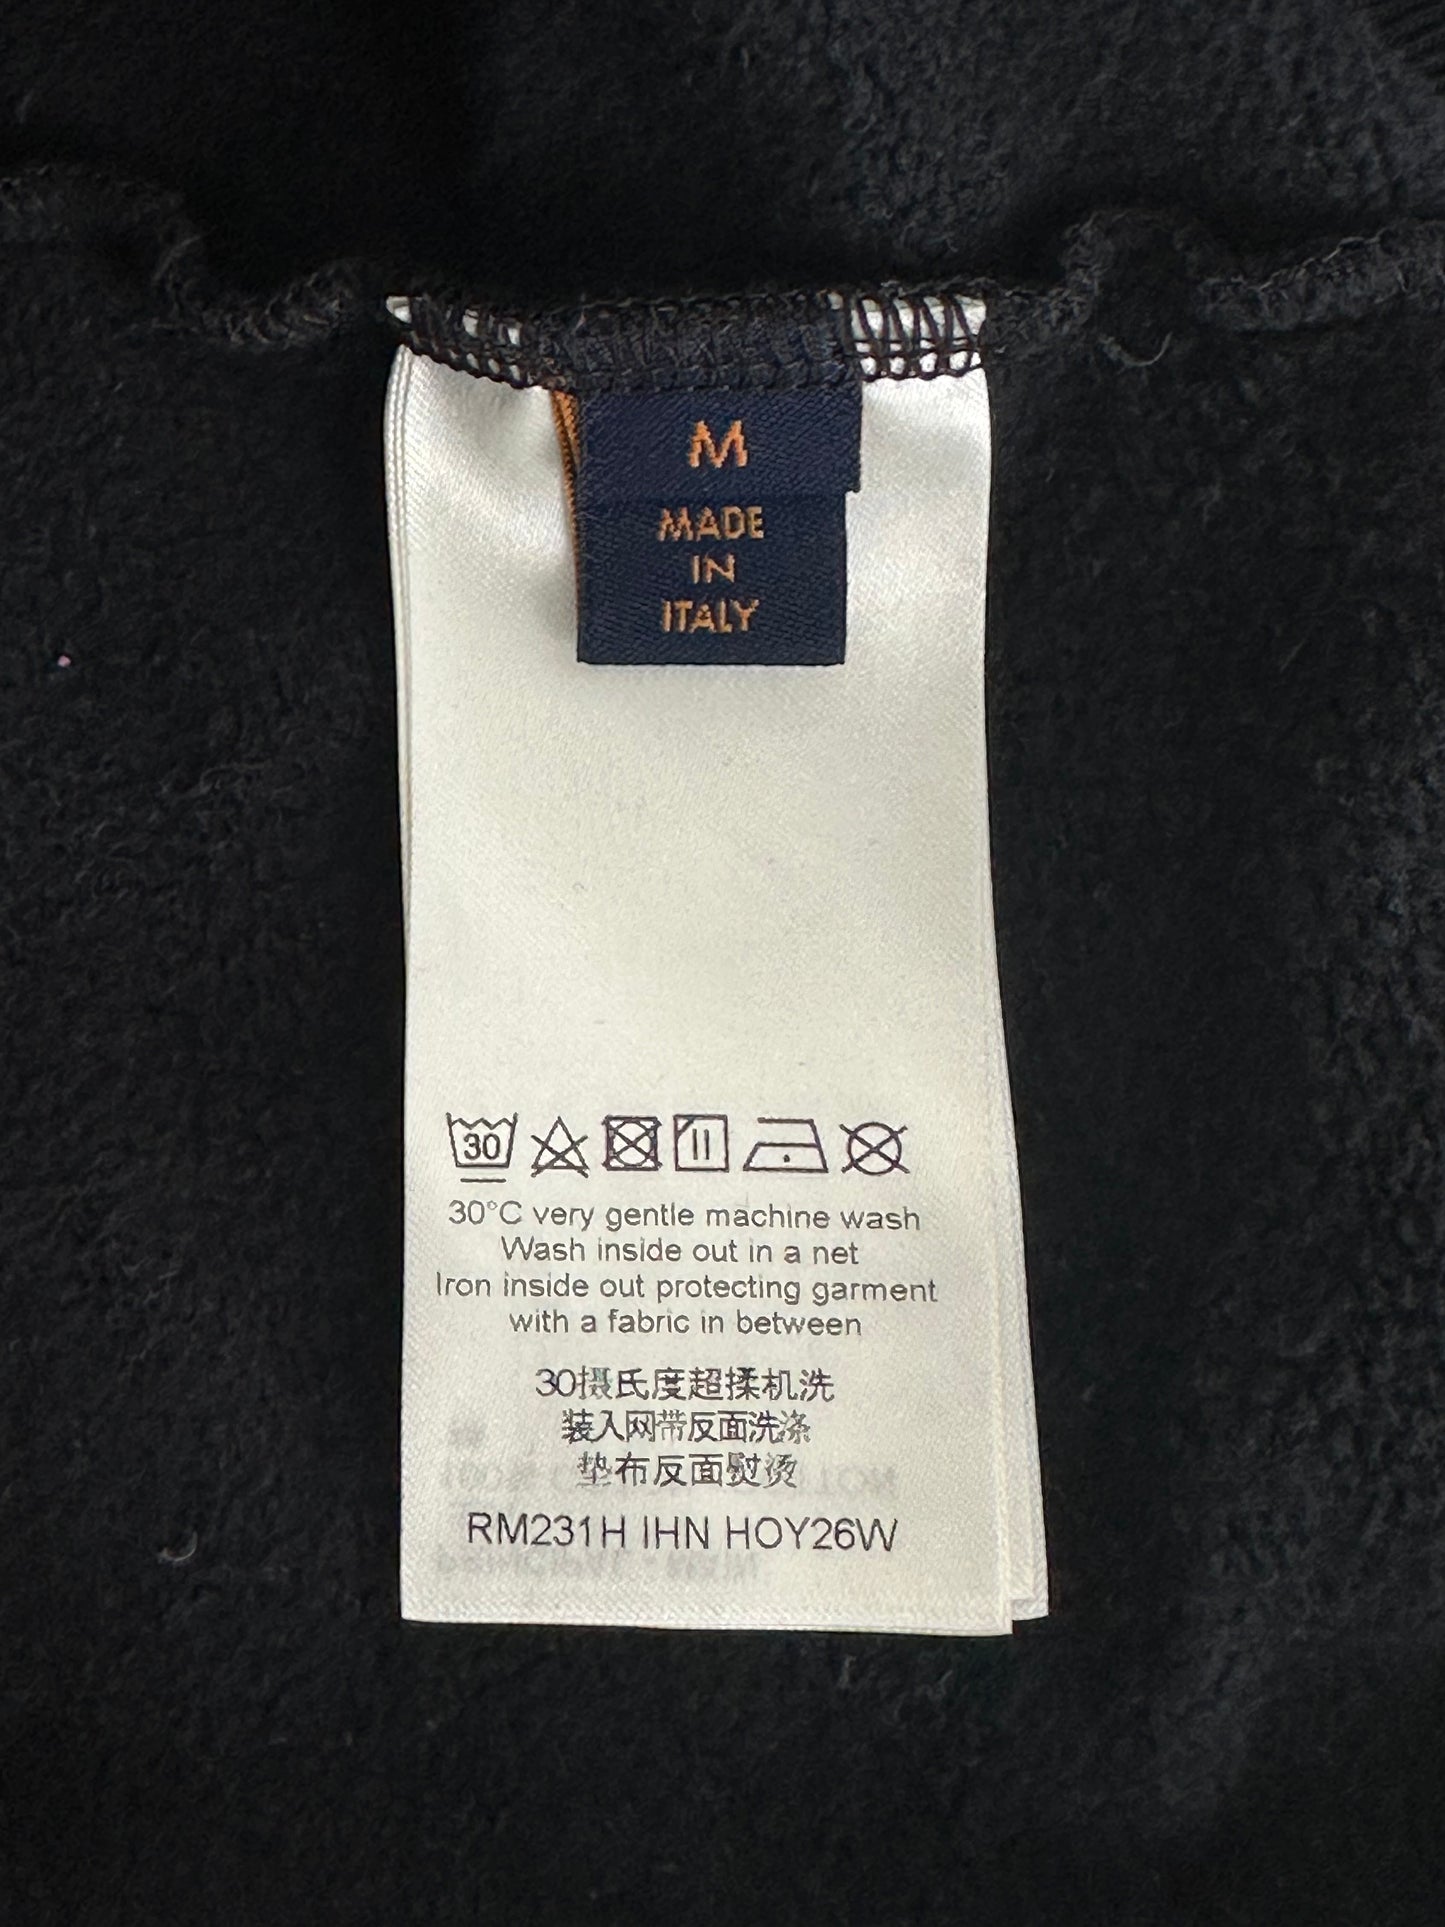 M
MADE
IN
ITALY
30
30°C very gentle machine wash
Wash inside out in a net
Iron inside out protecting garment
with a fabric in between
30摄氏度超揉机洗
装入网带反面洗涤
垫布反面熨烫
RM231H IHN HOY26W